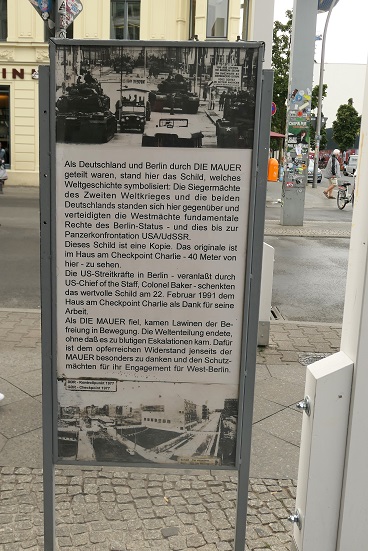 Als Deutschland und Berlin durch DIE MAUER
geteilt waren, stand hier das Schild, welches
Weltgeschichte symbolisiert: Die Siegermächte
des Zweiten Weltkrieges und die beiden
Deutschlands standen sich hier gegenüber und
verteidigten die Westmächte fundamentale
Rechte des Berlin-Status - und dies bis zur
Panzerkonfrontation USA/UdSSR.
Dieses Schild ist eine Kopie. Das originale ist
im Haus am Checkpoint Charlie - 40 Meter von
hier - zu sehen.
Die US-Streitkräfte in Berlin - veranlaßt durch
US-Chief of the Staff, Colonel Baker - schenkten
das wertvolle Schild am 22. Februar 1991 dem
Haus am Checkpoint Charlie als Dank für seine
Arbeit.
Als DIE MAUER fiel, kamen Lawinen der Be-
freiung in Bewegung. Die Weltenteilung endete,
ohne daß es zu blutigen Eskalationen kam. Dafür
ist dem opferreichen Widerstand jenseits der
MAUER besonders zu danken und den Schutz-
mächten für ihr Engagement für West-Berlin.